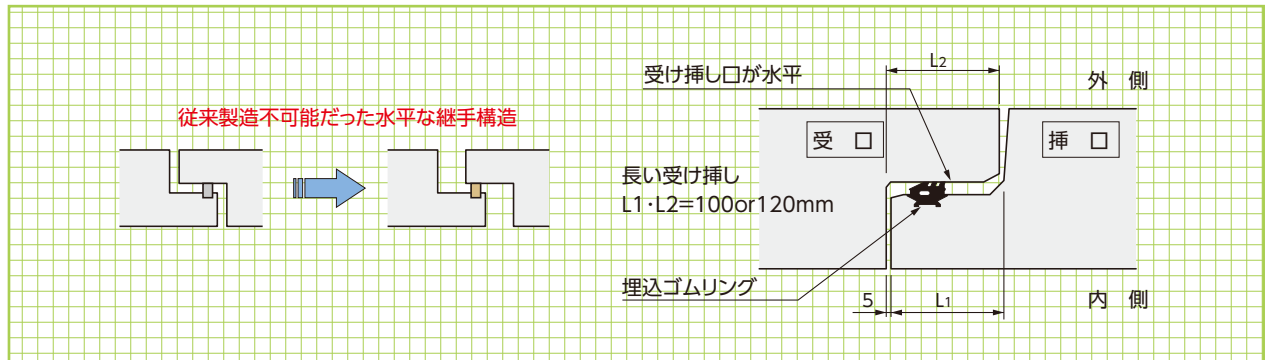 従来製造不可能だった水平な継手構造
受け挿し口が水平
L2
外 側
受 口
挿 口
長い受け挿し
L1・L2=100or120mm
埋込ゴムリング
5
L1
内 側